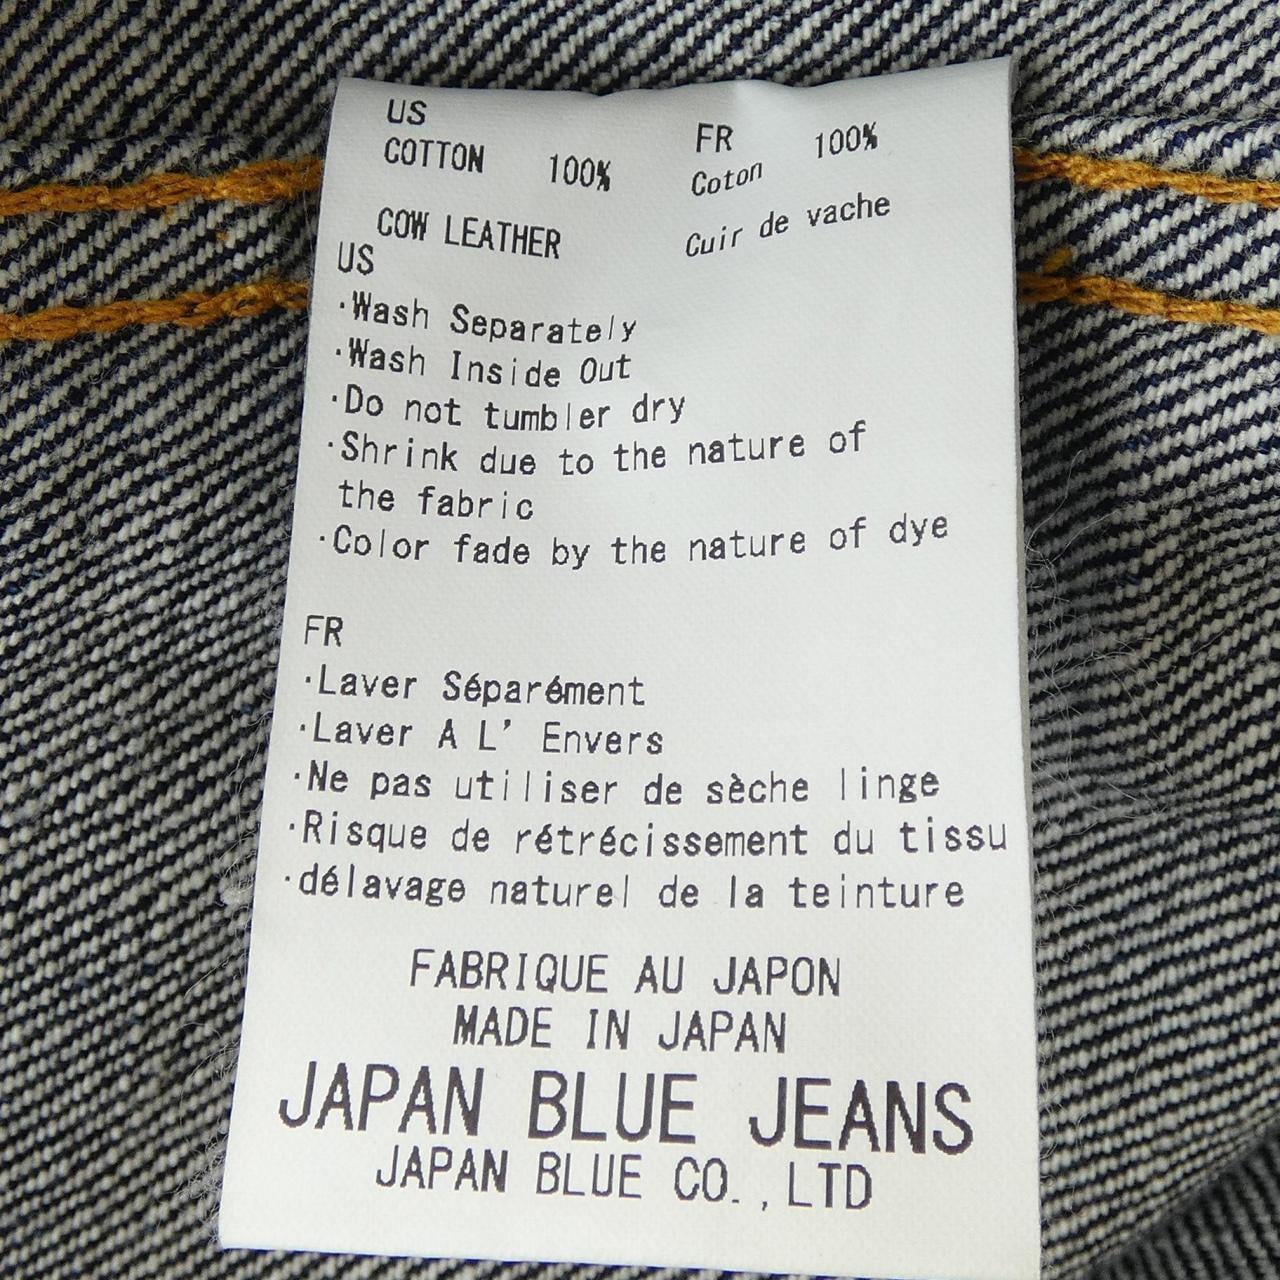 US
COTTON 100%
COW LEATHER
FR 100%
Coton
Cuir de vache
US
·Wash Separately
·Wash Inside Out
·Do not tumbler dry
·Shrink due to the nature of
the fabric
·Color fade by the nature of dye
FR
·Laver Séparément
·Laver A L' Envers
·Ne pas utiliser de sèche linge
·Risque de rétrécissement du tissu
·délavage naturel de la teinture
FABRIQUE AU JAPON
MADE IN JAPAN
JAPAN BLUE JEANS
JAPAN BLUE CO.,LTD